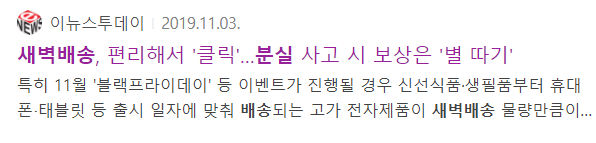 NEWS 이뉴스투데이 2019.11.03.
새벽배송, 편리해서 '클릭'...분실 사고 시 보상은 '별 따기'
특히 11월 '블랙프라이데이' 등 이벤트가 진행될 경우 신선식품·생필품부터 휴대
폰·태블릿 등 출시 일자에 맞춰 배송되는 고가 전자제품이 새벽배송 물량만큼이...